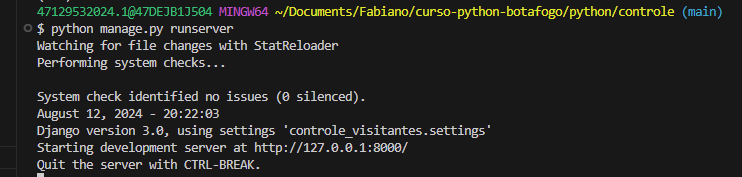 47129532024.1@47DEJB1J504 MINGW64 ~/Documents/Fabiano/curso-python-botafogo/python/controle (main)
$ python manage.py runserver
Watching for file changes with StatReloader
Performing system checks...
System check identified no issues (0 silenced).
August 12, 2024 - 20:22:03
Django version 3.0, using settings 'controle_visitantes.settings'
Starting development server at http://127.0.0.1:8000/
Quit the server with CTRL-BREAK.